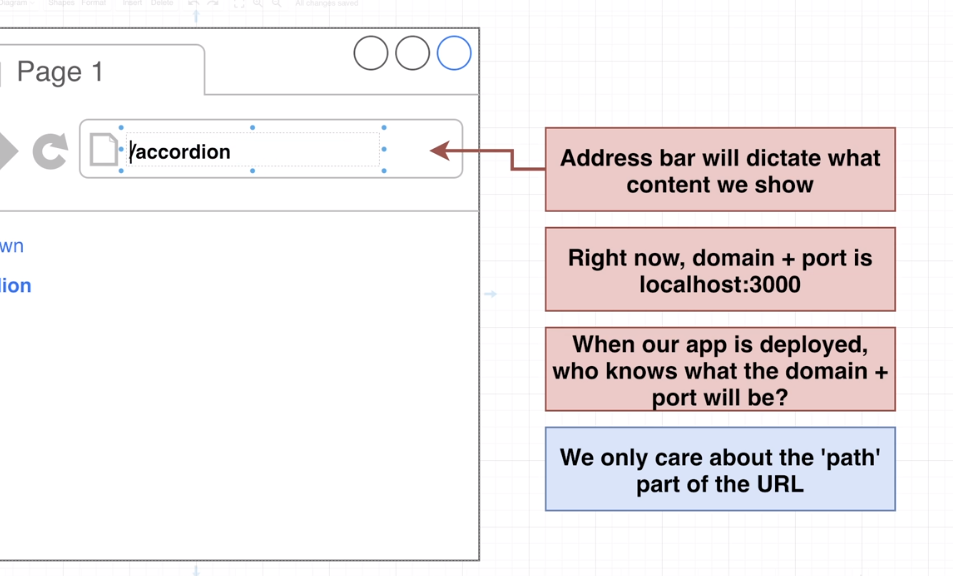 Diagram
Shapes Format
Insert Delete
All changes saved
Page 1
/accordion
wn
lion
Address bar will dictate what
content we show
Right now, domain + port is
localhost:3000
When our app is deployed,
who knows what the domain +
port will be?
We only care about the 'path'
part of the URL